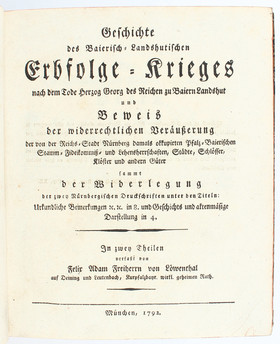 Geschichte
des Baierisch-Landshutischen
Erbfolge-Krieges
nach dem Tode Herzog Georg des Reichen zu Baiern Landshut
und
Beweis
der widerrechtlichen Veräußerung
der von der Reichs-Stadt Nürnberg damals okkupirten Pfalz-Baierischen
Stamm- Fideikommiß- und Lehensherrschaften, Städte, Schlösser,
Klöster und andern Güter
sammt
der Widerlegung
der zwey Nürnbergischen Druckschriften unter den Titeln:
Urkundliche Bemerkungen ꝛc. ꝛc. in 8. und Geschichts und aktenmäßige
Darstellung in 4.
In zwey Theilen
verfaßt von
Felix Adam Freiherrn von Löwenthal
auf Deining und Leutenbach, Kurpfalzbaier. wirkl. geheimen Rath.
München, 1792.